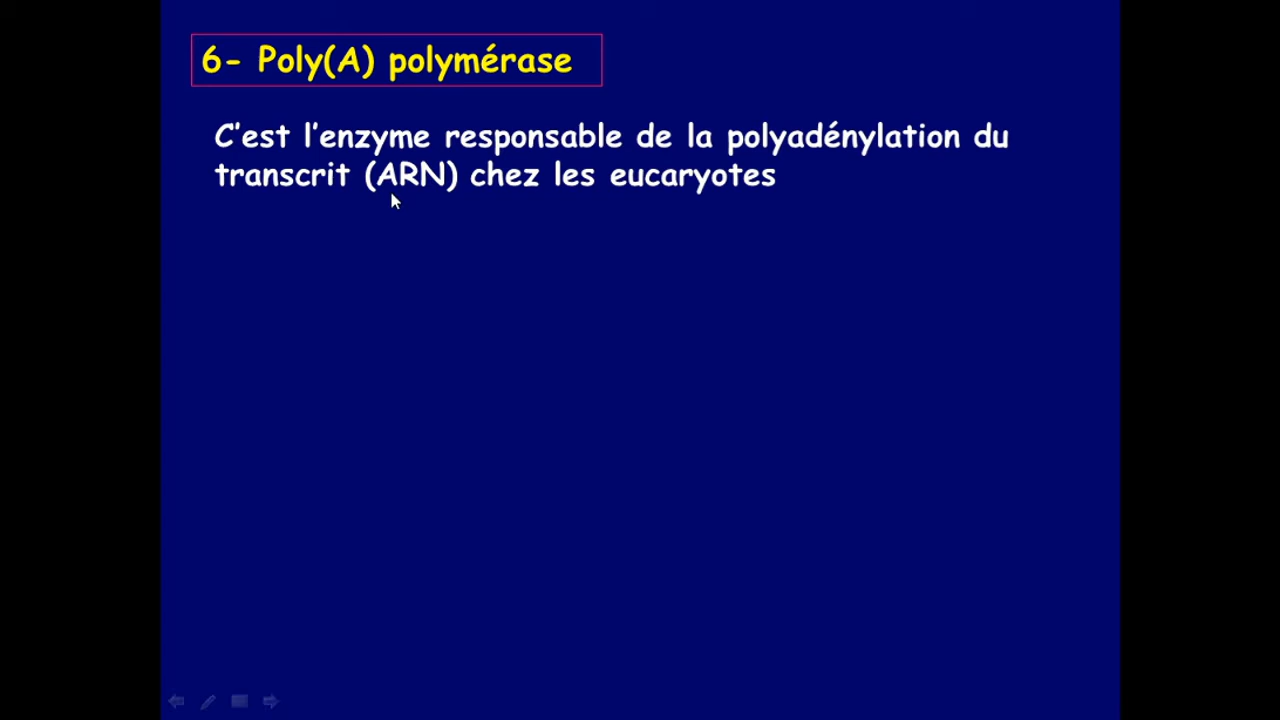 6- Poly(A) polymérase
C'est l'enzyme responsable de la polyadénylation du
transcrit (ARN) chez les eucaryotes